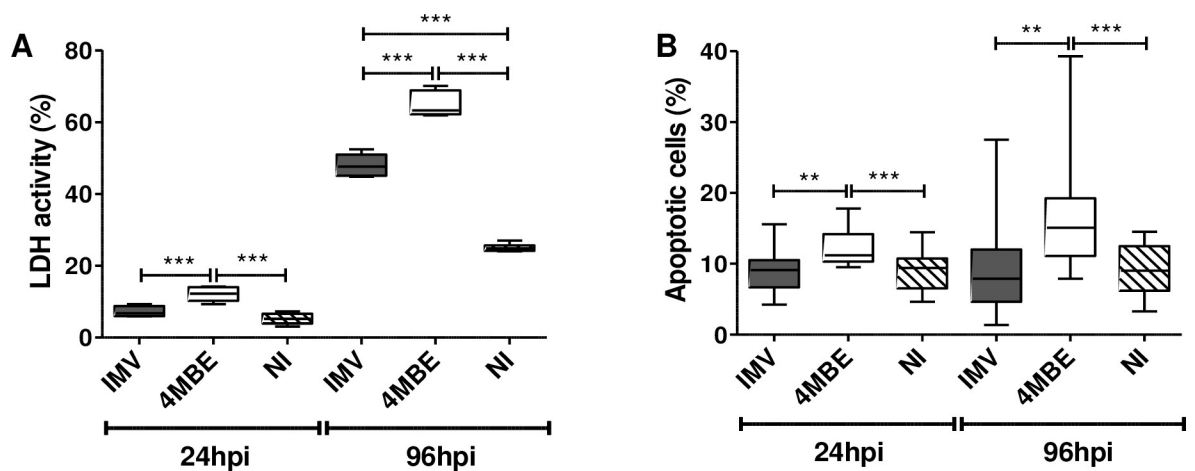 A
LDH activity (%)
80
60
40
20
0
***
***
***
***
***
IMV
4MBE
NI
IMV
4MBE
NI
24hpi
96hpi
B
Apoptotic cells (%)
40
30
20
10
0
**
***
**
***
IMV
4MBE
NI
IMV
4MBE
NI
24hpi
96hpi